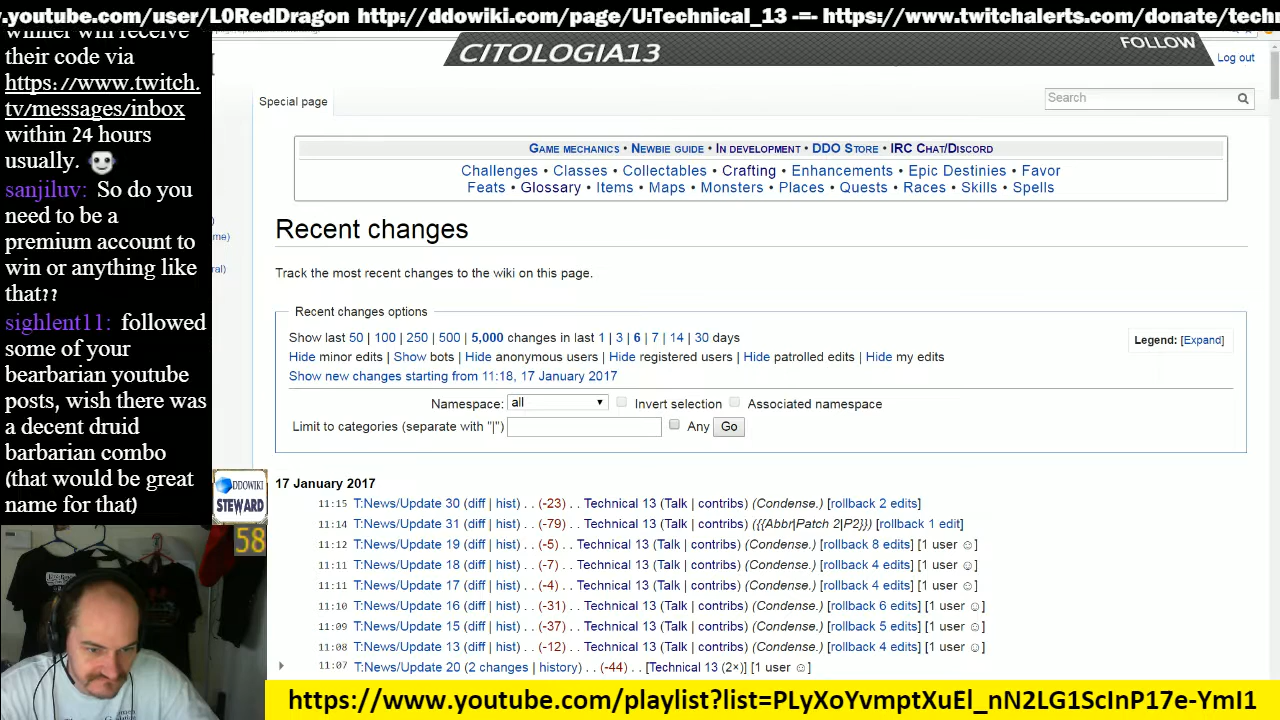 .youtube.com/user/L0RedDragon http://ddowiki.com/page/U:Technical_13 -=- https://www.twitchalerts.com/donate/techn
winner will receive
their code via
https://www.twitch.
tv/messages/inbox
within 24 hours
usually.
sanjiluv: So do you
need to be a
premium account to
win or anything like
that??
sighlent11: followed
some of your
bearbarian youtube
posts, wish there was
a decent druid
barbarian combo
(that would be great
name for that)
CITOLOGIA13
FOLLOW
Log out
Special page
Search
Game mechanics • Newbie guide • In development • DDO Store • IRC Chat/Discord
Challenges • Classes • Collectables • Crafting • Enhancements • Epic Destinies • Favor
Feats • Glossary • Items • Maps • Monsters • Places • Quests • Races • Skills • Spells
Recent changes
Track the most recent changes to the wiki on this page.
Recent changes options
Show last 50 | 100 | 250 | 500 | 5,000 changes in last 1 | 3 | 6 | 7 | 14 | 30 days
Hide minor edits | Show bots | Hide anonymous users | Hide registered users | Hide patrolled edits | Hide my edits
Show new changes starting from 11:18, 17 January 2017
Legend: [Expand]
Namespace: all Invert selection Associated namespace
Limit to categories (separate with "|") Any Go
17 January 2017
11:15 T:News/Update 30 (diff | hist) . . (-23) . . Technical 13 (Talk | contribs) (Condense.) [rollback 2 edits]
11:14 T:News/Update 31 (diff | hist) . . (-79) . . Technical 13 (Talk | contribs) ({{Abbr|Patch 2|P2}}) [rollback 1 edit]
11:12 T:News/Update 19 (diff | hist) . . (-5) . . Technical 13 (Talk | contribs) (Condense.) [rollback 8 edits] [1 user ☺]
11:11 T:News/Update 18 (diff | hist) . . (-7) . . Technical 13 (Talk | contribs) (Condense.) [rollback 4 edits] [1 user ☺]
11:11 T:News/Update 17 (diff | hist) . . (-4) . . Technical 13 (Talk | contribs) (Condense.) [rollback 4 edits] [1 user ☺]
11:10 T:News/Update 16 (diff | hist) . . (-31) . . Technical 13 (Talk | contribs) (Condense.) [rollback 6 edits] [1 user ☺]
11:09 T:News/Update 15 (diff | hist) . . (-37) . . Technical 13 (Talk | contribs) (Condense.) [rollback 5 edits] [1 user ☺]
11:08 T:News/Update 13 (diff | hist) . . (-12) . . Technical 13 (Talk | contribs) (Condense.) [rollback 4 edits] [1 user ☺]
11:07 T:News/Update 20 (2 changes | history) . . (-44) . . [Technical 13 (2×)] [1 user ☺]
DDOWIKI
STEWARD
58
https://www.youtube.com/playlist?list=PLyXoYvmptXuEl_nN2LG1ScInP17e-YmI1